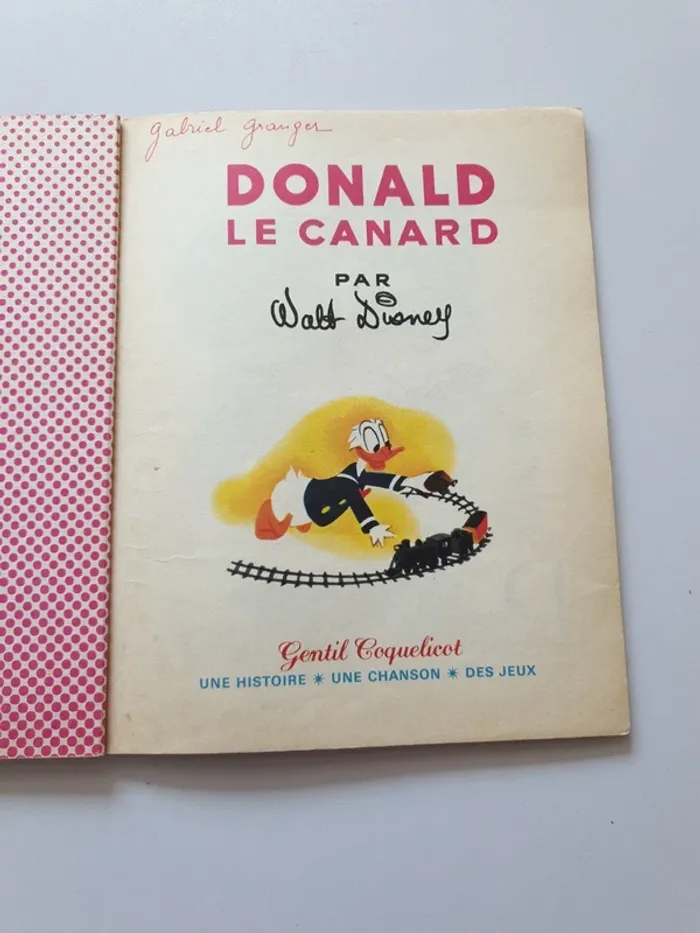 gabriel granger
DONALD
LE CANARD
PAR
Walt Disney
Gentil Coquelicot
UNE HISTOIRE * UNE CHANSON * DES JEUX